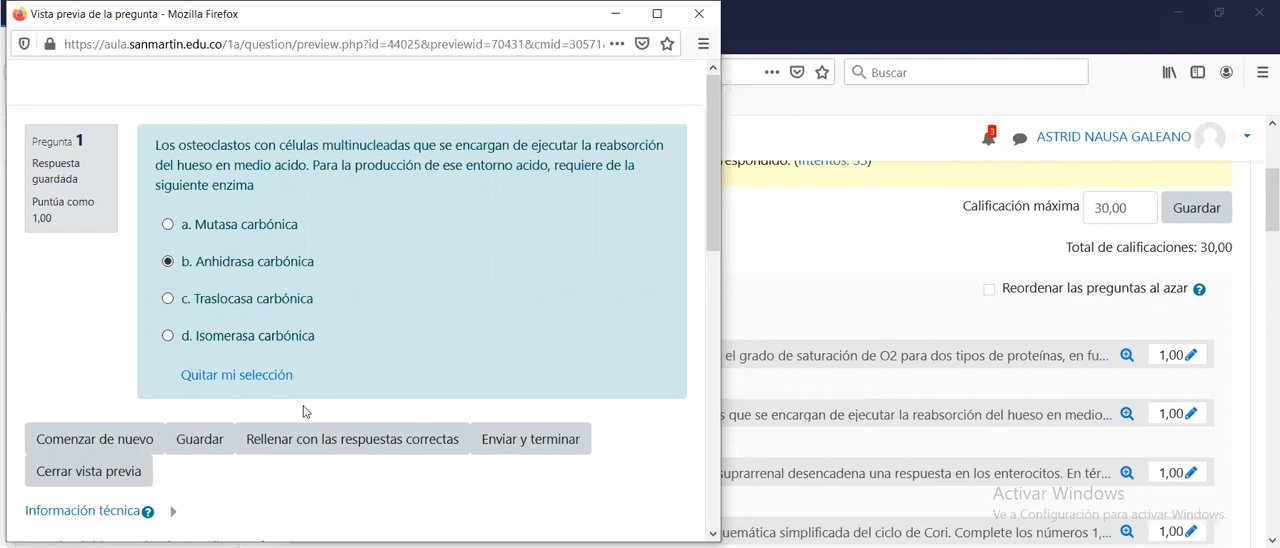 Vista previa de la pregunta - Mozilla Firefox
https://aula.sanmartin.edu.co/1a/question/preview.php?id=44025&previewid=70431&cmid=30571
Buscar
3
ASTRID NAUSA GALEANO
Pregunta 1
Respuesta
guardada
Puntúa como
1,00
Los osteoclastos con células multinucleadas que se encargan de ejecutar la reabsorción
del hueso en medio acido. Para la producción de ese entorno acido, requiere de la
siguiente enzima
a. Mutasa carbónica
b. Anhidrasa carbónica
c. Traslocasa carbónica
d. Isomerasa carbónica
Quitar mi selección
Comenzar de nuevo
Guardar
Rellenar con las respuestas correctas
Enviar y terminar
Cerrar vista previa
Información técnica
Calificación máxima
30,00
Guardar
Total de calificaciones: 30,00
Reordenar las preguntas al azar
el grado de saturación de O2 para dos tipos de proteínas, en fu... 1,00
s que se encargan de ejecutar la reabsorción del hueso en medio... 1,00
suprarrenal desencadena una respuesta en los enterocitos. En tér... 1,00
Activar Windows
Ve a Configuración para activar Windows.
uemática simplificada del ciclo de Cori. Complete los números 1,... 1,00